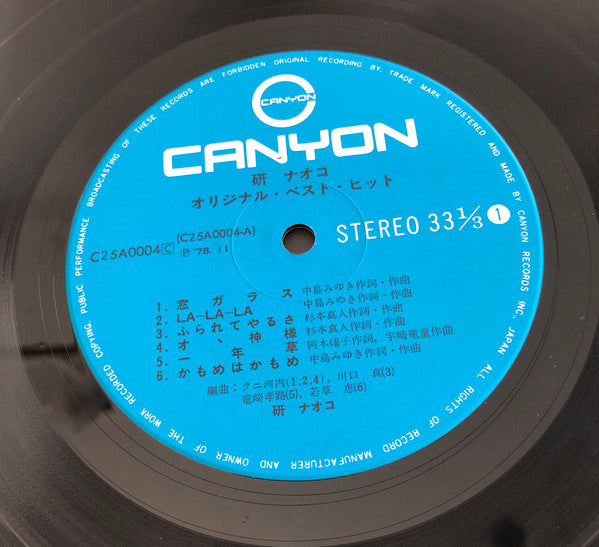 CANYON
CANYON
研 ナオコ
オリジナル・ベスト・ヒット
(C25A0004-A)
C25A0004 C ℗ '78. 11
STEREO 33⅓ 1
1. 窓ガラス 中島みゆき作詞・作曲
2. LA-LA-LA 中島みゆき作詞・作曲
3. ふられてやるさ 杉本真人作詞・作曲
4. オヽ神様 杉本真人作詞・作曲
5. 一年草 阿木燿子作詞、宇崎竜童作曲
6. かもめはかもめ 中島みゆき作詞・作曲
編曲：クニ河内(1,2,4), 川口 真(3)
竜崎孝路(5), 若草 恵(6)
研 ナオコ
ALL RIGHTS OF RECORD MANUFACTURER AND OWNER OF THE WORK RECORDED COPYING PUBLIC PERFORMANCE BROADCASTING OF THESE RECORDS ARE FORBIDDEN ORIGINAL RECORDING BY, TRADE MARK REGISTERED AND MADE BY CANYON RECORDS INC. JAPAN